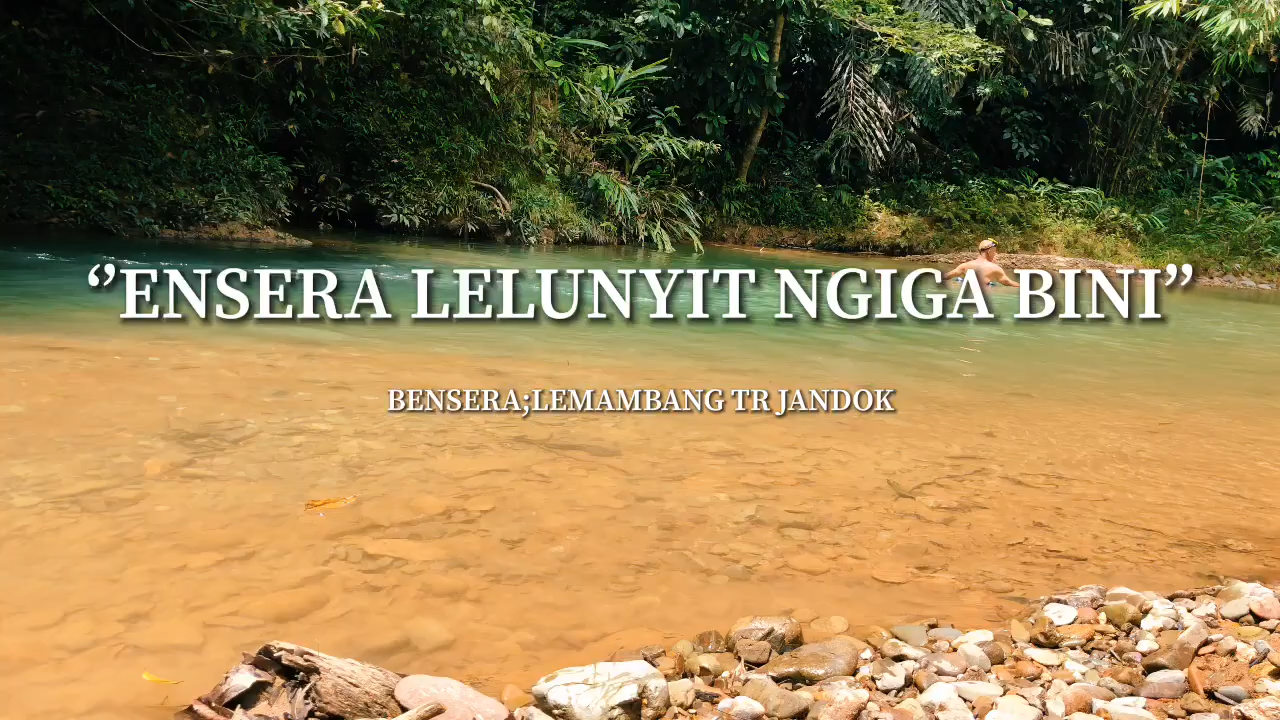 ‘’ENSERA LELUNYIT NGIGA BINI’’
BENSERA;LEMAMBANG TR JANDOK